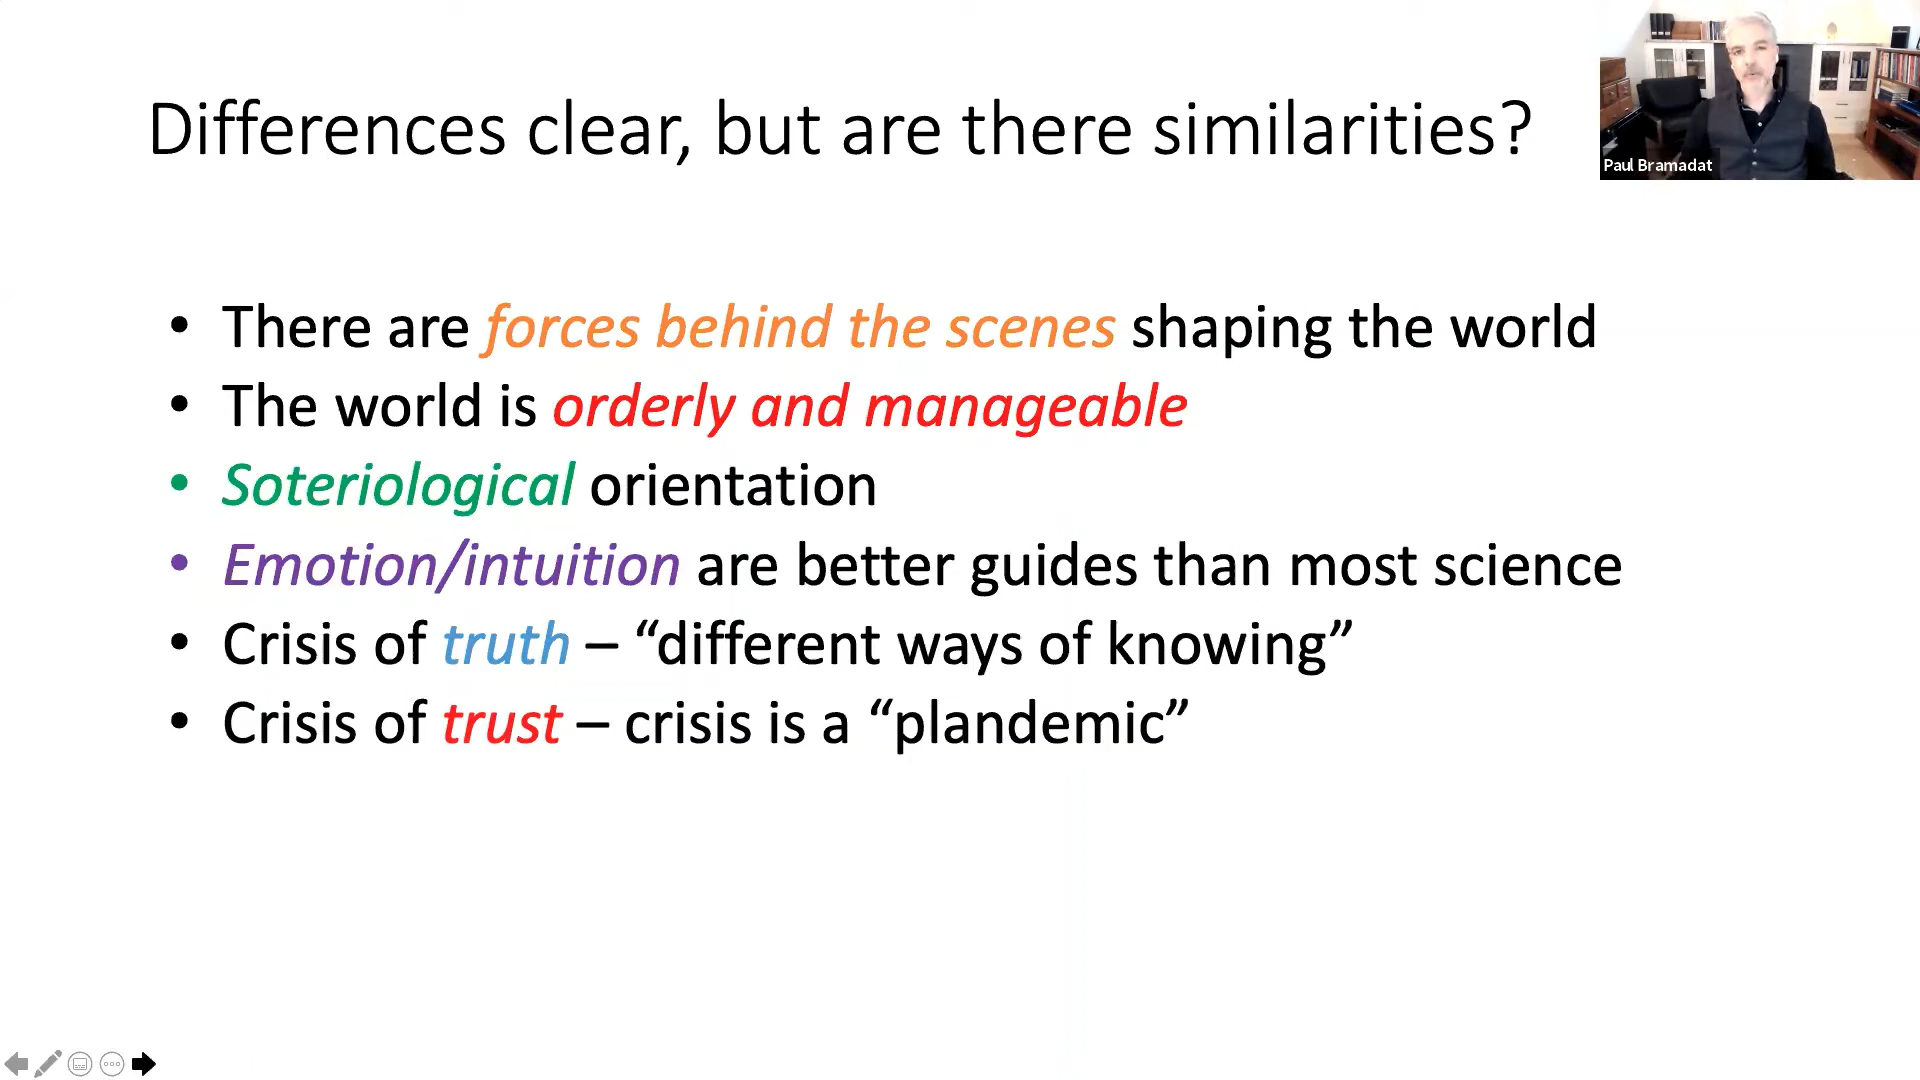 Differences clear, but are there similarities?
Paul Bramadat
• There are forces behind the scenes shaping the world
• The world is orderly and manageable
• Soteriological orientation
• Emotion/intuition are better guides than most science
• Crisis of truth – “different ways of knowing”
• Crisis of trust – crisis is a “plandemic”